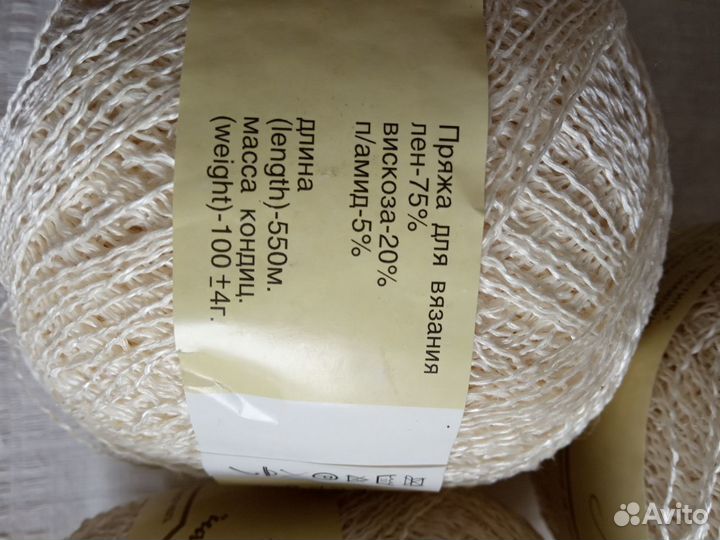 Пряжа для вязания
лен-75%
вискоза-20%
п/амид-5%
длина
(length)-550м.
масса кондиц.
(weight)-100 ±4г.
Avito